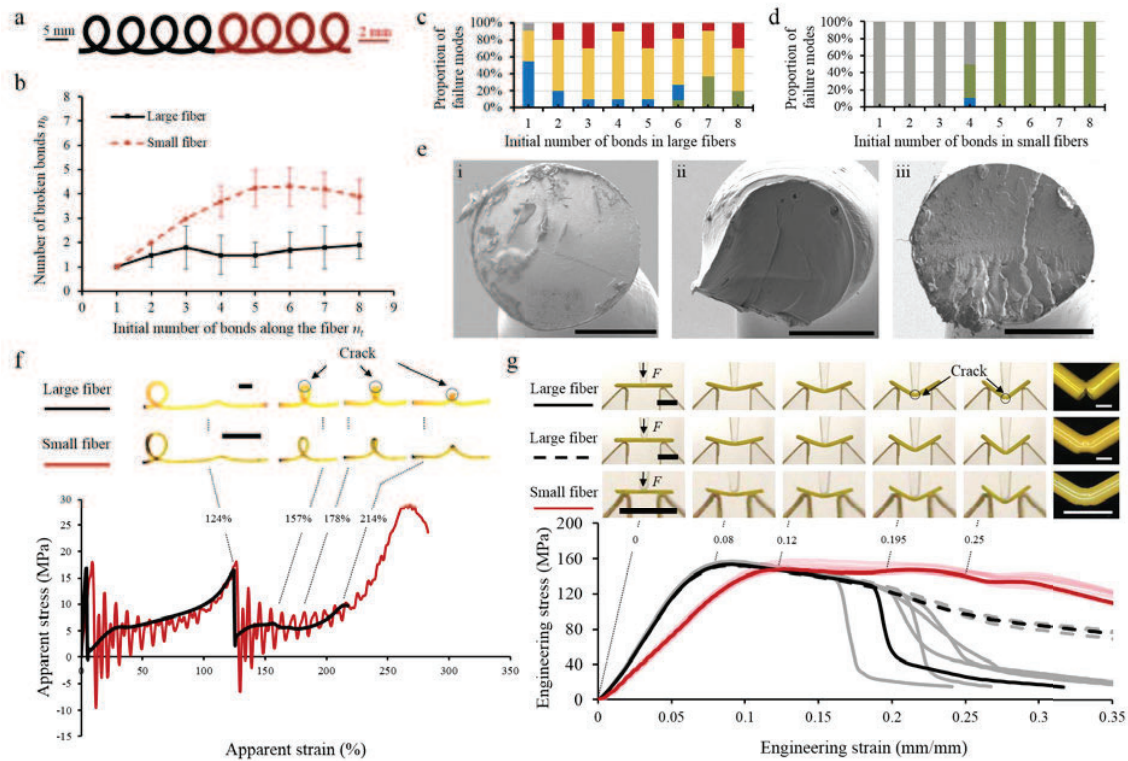 a
5 mm
2 mm
b
8
7
6
5
4
3
2
1
0
Large fiber
Small fiber
Number of broken bonds nb
0 1 2 3 4 5 6 7 8 9
Initial number of bonds along the fiber nt
c
100%
80%
60%
40%
20%
0%
Proportion of
failure modes
1 2 3 4 5 6 7 8
Initial number of bonds in large fibers
d
100%
80%
60%
40%
20%
0%
Proportion of
failure modes
1 2 3 4 5 6 7 8
Initial number of bonds in small fibers
e
i
ii
iii
f
Crack
Large fiber
Small fiber
124%
157%
178%
214%
30
25
20
15
10
5
0
-5
-10
-15
Apparent stress (MPa)
0 50 100 150 200 250 300 350
Apparent strain (%)
g
Large fiber
F
Crack
Large fiber
F
Small fiber
F
0
0.08
0.12
0.195
0.25
200
160
120
80
40
0
Engineering stress (MPa)
0 0.05 0.1 0.15 0.2 0.25 0.3 0.35
Engineering strain (mm/mm)